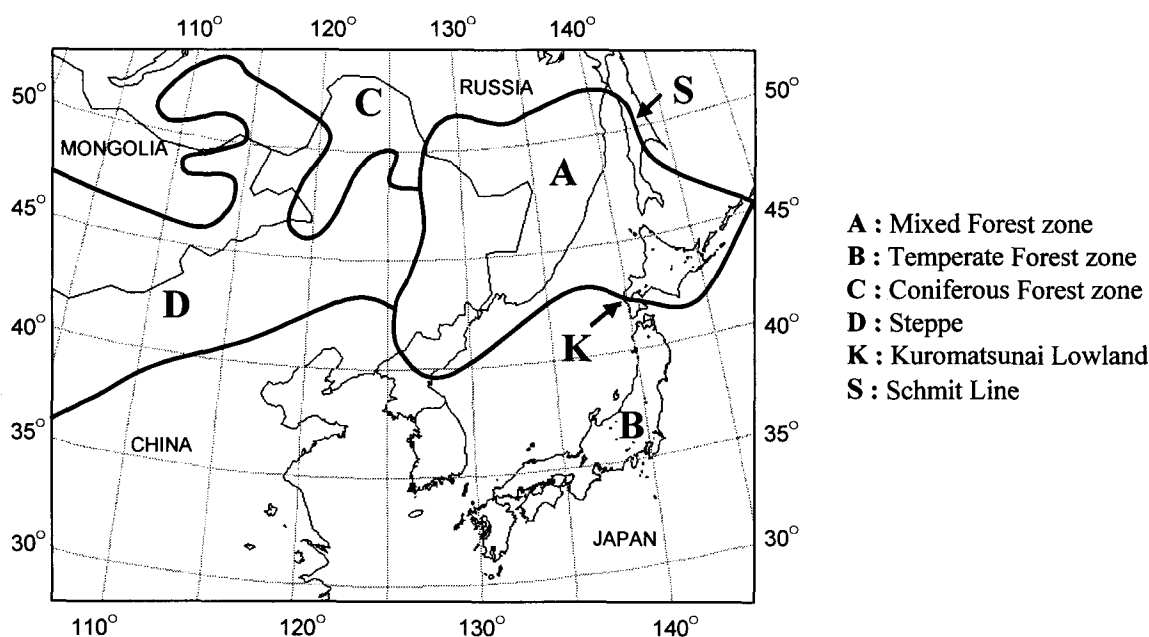 110° 120° 130° 140°
50° RUSSIA S 50°
C
MONGOLIA
A
45° 45°
D
40° K 40°
35° B 35°
CHINA
30° JAPAN 30°
110° 120° 130° 140°
A : Mixed Forest zone
B : Temperate Forest zone
C : Coniferous Forest zone
D : Steppe
K : Kuromatsunai Lowland
S : Schmit Line